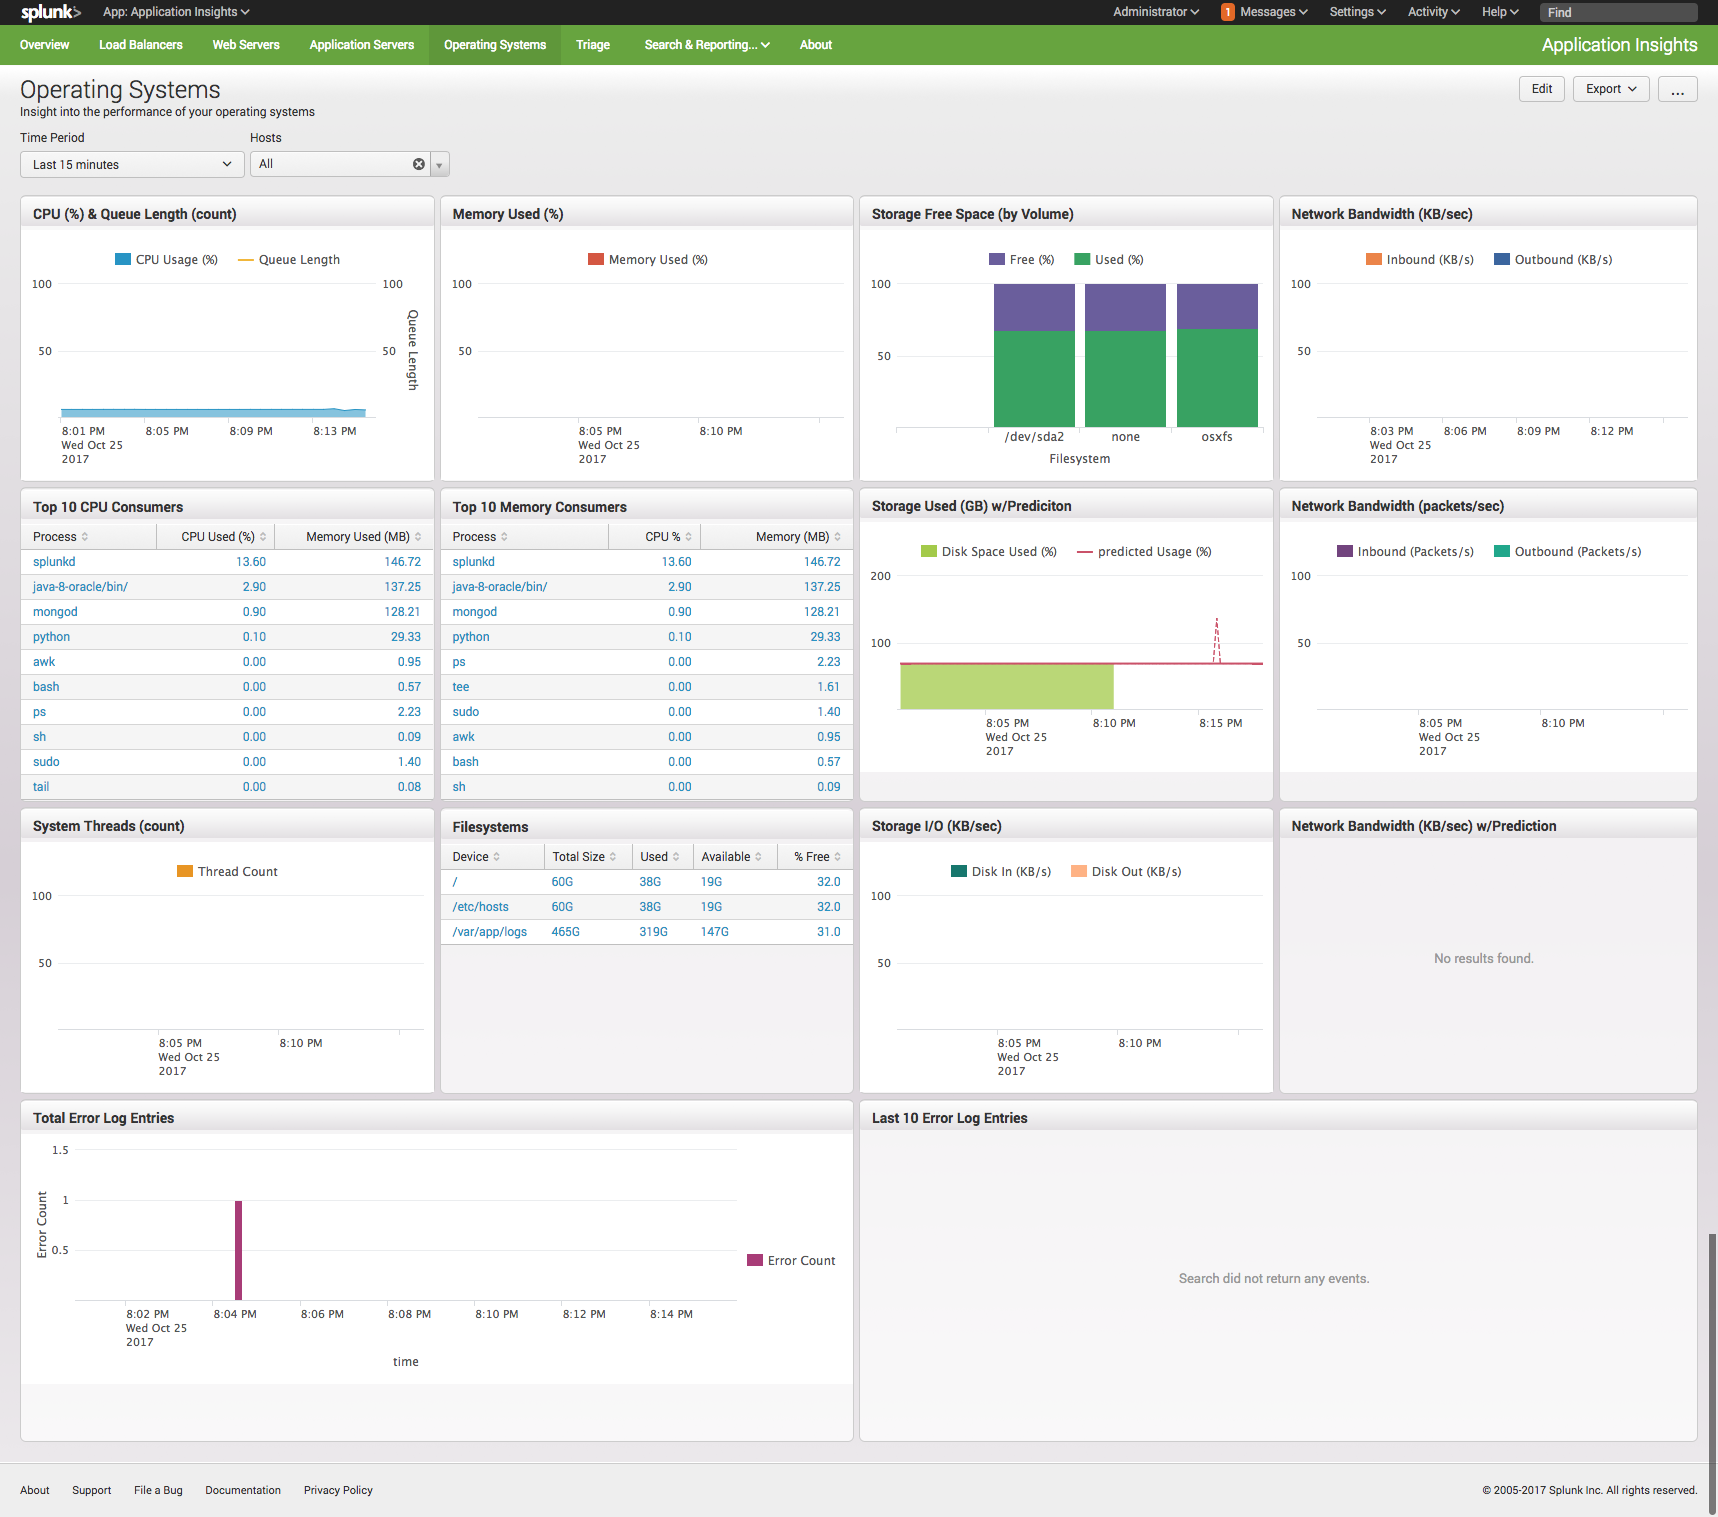 splunk> App: Application Insights Administrator 1 Messages Settings Activity Help Find
Overview Load Balancers Web Servers Application Servers Operating Systems Triage Search & Reporting... About Application Insights
Operating Systems
Edit Export ...
Insight into the performance of your operating systems
Time Period Hosts
Last 15 minutes All
CPU (%) & Queue Length (count)
CPU Usage (%) Queue Length
100 100
50 50
Queue Length
8:01 PM 8:05 PM 8:09 PM 8:13 PM
Wed Oct 25
2017
Memory Used (%)
Memory Used (%)
100
50
8:05 PM 8:10 PM
Wed Oct 25
2017
Storage Free Space (by Volume)
Free (%) Used (%)
100
50
/dev/sda2 none osxfs
Filesystem
Network Bandwidth (KB/sec)
Inbound (KB/s) Outbound (KB/s)
100
50
8:03 PM 8:06 PM 8:09 PM 8:12 PM
Wed Oct 25
2017
Top 10 CPU Consumers
Process CPU Used (%) Memory Used (MB)
splunkd 13.60 146.72
java-8-oracle/bin/ 2.90 137.25
mongod 0.90 128.21
python 0.10 29.33
awk 0.00 0.95
bash 0.00 0.57
ps 0.00 2.23
sh 0.00 0.09
sudo 0.00 1.40
tail 0.00 0.08
Top 10 Memory Consumers
Process CPU % Memory (MB)
splunkd 13.60 146.72
java-8-oracle/bin/ 2.90 137.25
mongod 0.90 128.21
python 0.10 29.33
ps 0.00 2.23
tee 0.00 1.61
sudo 0.00 1.40
awk 0.00 0.95
bash 0.00 0.57
sh 0.00 0.09
Storage Used (GB) w/Prediciton
Disk Space Used (%) predicted Usage (%)
200
100
8:05 PM 8:10 PM 8:15 PM
Wed Oct 25
2017
Network Bandwidth (packets/sec)
Inbound (Packets/s) Outbound (Packets/s)
100
50
8:05 PM 8:10 PM
Wed Oct 25
2017
System Threads (count)
Thread Count
100
50
8:05 PM 8:10 PM
Wed Oct 25
2017
Filesystems
Device Total Size Used Available % Free
/ 60G 38G 19G 32.0
/etc/hosts 60G 38G 19G 32.0
/var/app/logs 465G 319G 147G 31.0
Storage I/O (KB/sec)
Disk In (KB/s) Disk Out (KB/s)
100
50
8:05 PM 8:10 PM
Wed Oct 25
2017
Network Bandwidth (KB/sec) w/Prediction
No results found.
Total Error Log Entries
1.5
1
0.5
Error Count
Error Count
8:02 PM 8:04 PM 8:06 PM 8:08 PM 8:10 PM 8:12 PM 8:14 PM
Wed Oct 25
2017
time
Last 10 Error Log Entries
Search did not return any events.
About Support File a Bug Documentation Privacy Policy © 2005-2017 Splunk Inc. All rights reserved.